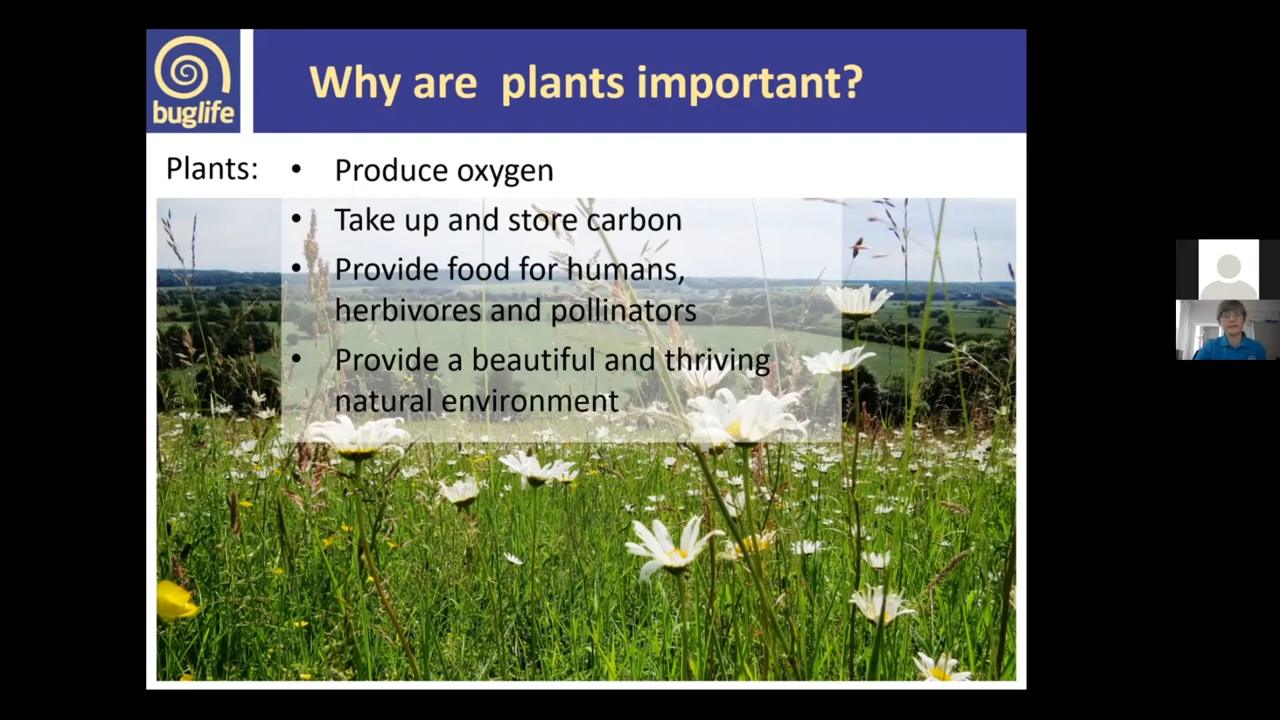 buglife
Why are  plants important?
Plants:
• Produce oxygen
• Take up and store carbon
• Provide food for humans,
herbivores and pollinators
• Provide a beautiful and thriving
natural environment